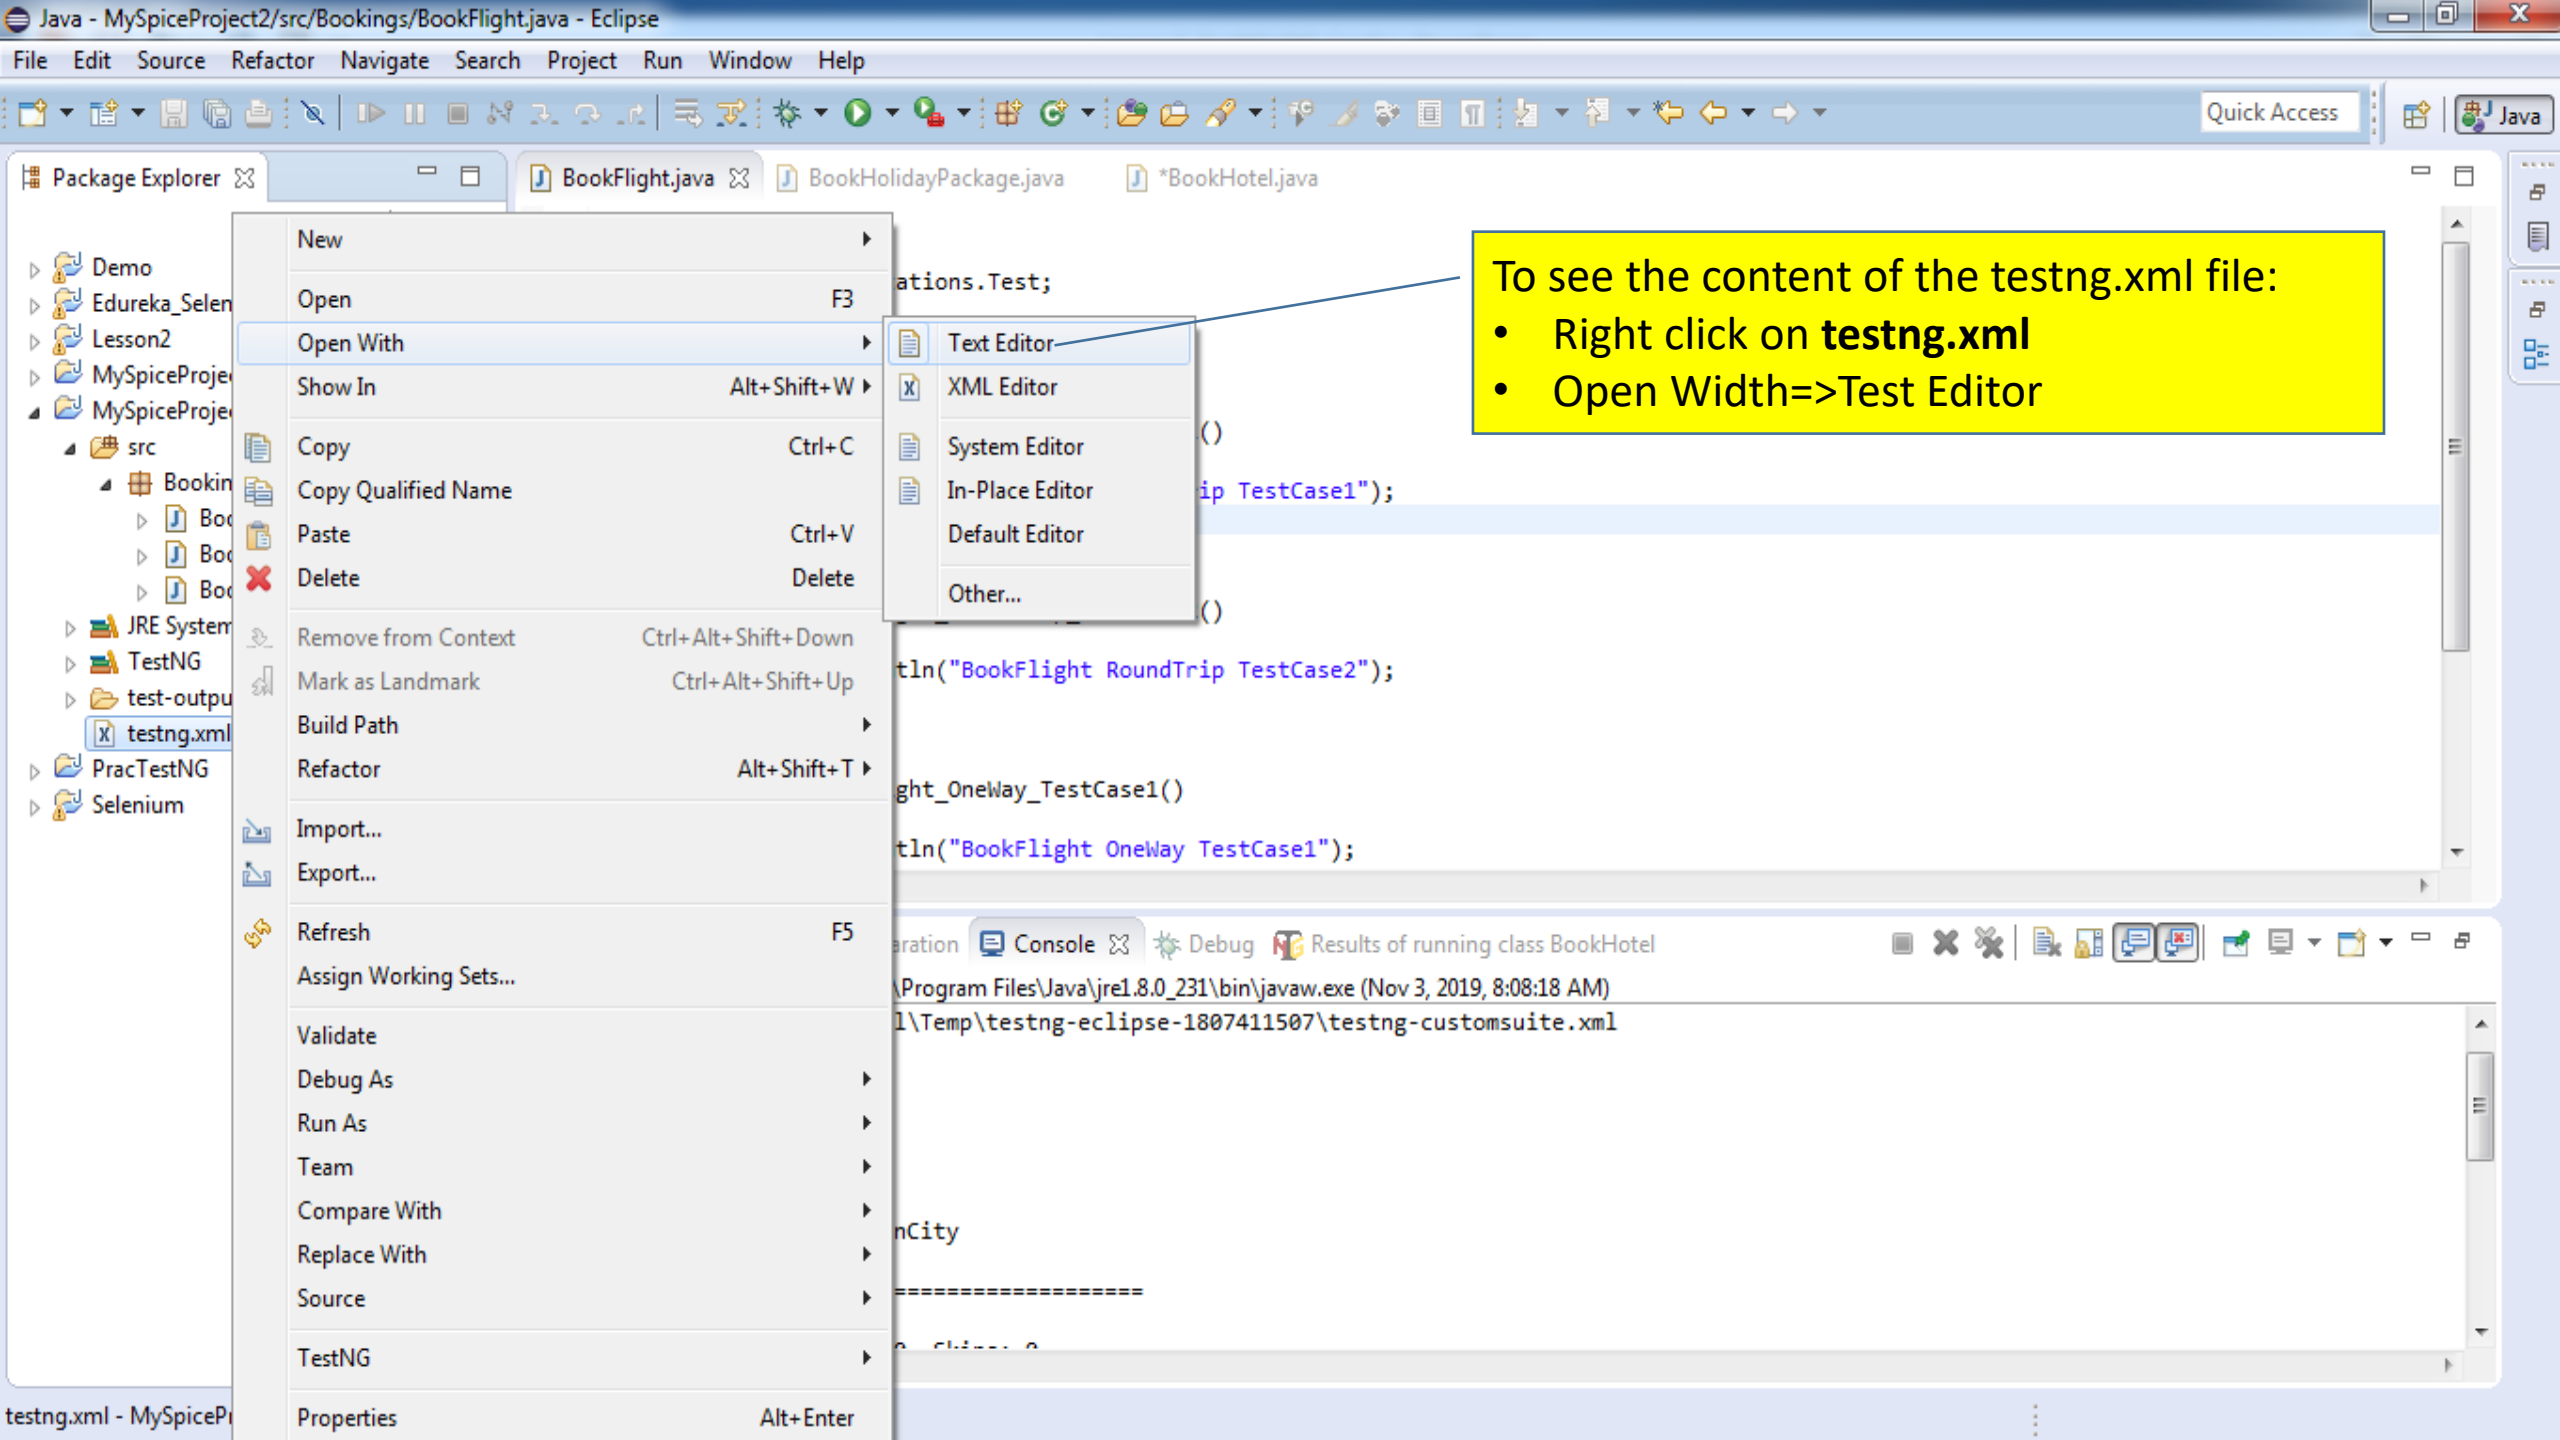 Java - MySpiceProject2/src/Bookings/BookFlight.java - Eclipse
File Edit Source Refactor Navigate Search Project Run Window Help
Quick Access
Java
Package Explorer
BookFlight.java
BookHolidayPackage.java
*BookHotel.java
Demo
Edureka_Selen
Lesson2
MySpiceProje
MySpiceProje
src
Bookin
Boo
Boo
Boo
JRE System
TestNG
test-outpu
testng.xml
PracTestNG
Selenium
New
Open F3
Open With
Show In Alt+Shift+W
Copy Ctrl+C
Copy Qualified Name
Paste Ctrl+V
Delete Delete
Remove from Context Ctrl+Alt+Shift+Down
Mark as Landmark Ctrl+Alt+Shift+Up
Build Path
Refactor Alt+Shift+T
Import...
Export...
Refresh F5
Assign Working Sets...
Validate
Debug As
Run As
Team
Compare With
Replace With
Source
TestNG
Properties Alt+Enter
Text Editor
XML Editor
System Editor
In-Place Editor
Default Editor
Other...
To see the content of the testng.xml file:
• Right click on testng.xml
• Open Width=>Test Editor
ations.Test;
()
ip TestCase1");
()
tln("BookFlight RoundTrip TestCase2");
ght_OneWay_TestCase1()
tln("BookFlight OneWay TestCase1");
aration
Console
Debug
Results of running class BookHotel
\Program Files\Java\jre1.8.0_231\bin\javaw.exe (Nov 3, 2019, 8:08:18 AM)
l\Temp\testng-eclipse-1807411507\testng-customsuite.xml
nCity
===================
testng.xml - MySpicePr